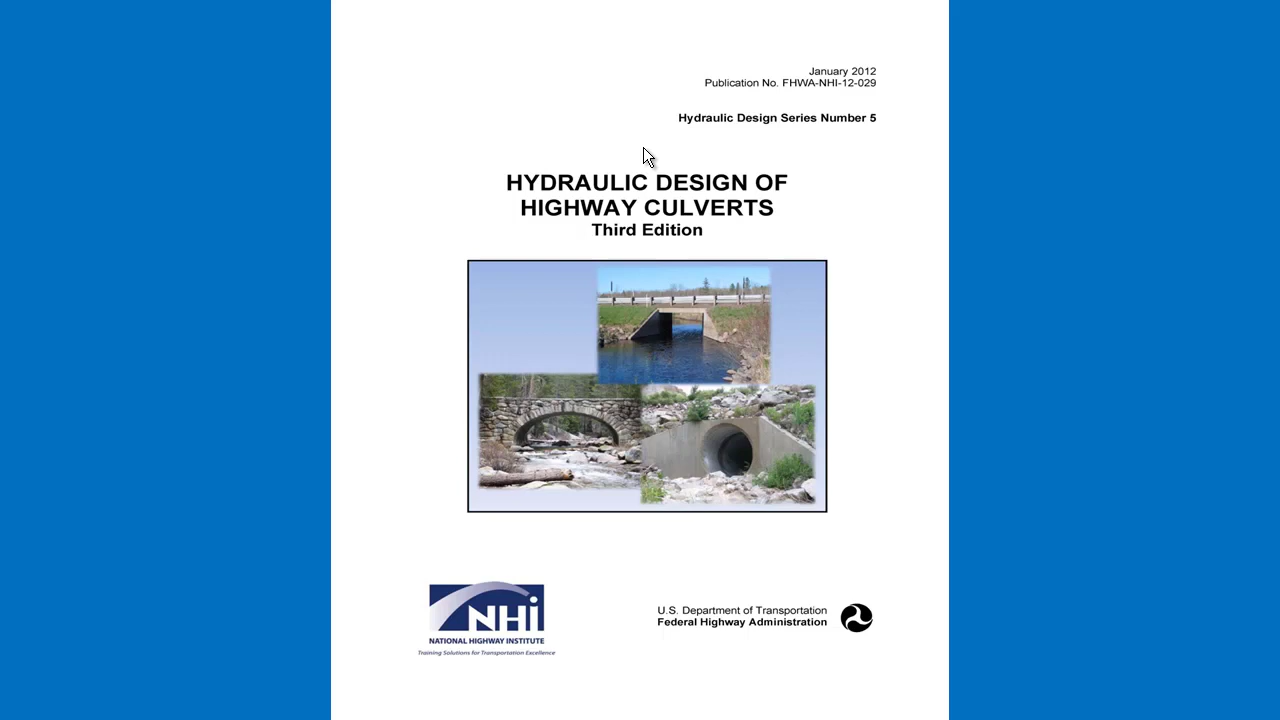 January 2012
Publication No. FHWA-NHI-12-029
Hydraulic Design Series Number 5
HYDRAULIC DESIGN OF
HIGHWAY CULVERTS
Third Edition
NHi
NATIONAL HIGHWAY INSTITUTE
Training Solutions for Transportation Excellence
U.S. Department of Transportation
Federal Highway Administration